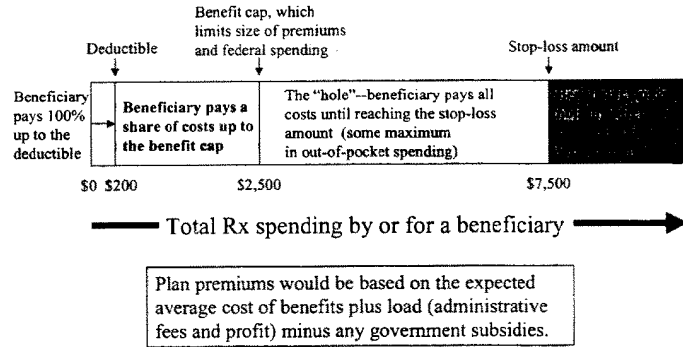 Benefit cap, which
limits size of premiums
and federal spending
Deductible
Stop-loss amount
Beneficiary
pays 100%
up to the
deductible
Beneficiary pays a
share of costs up to
the benefit cap
The "hole"--beneficiary pays all
costs until reaching the stop-loss
amount (some maximum
in out-of-pocket spending)
$0 $200
$2,500
$7,500
Total Rx spending by or for a beneficiary
Plan premiums would be based on the expected
average cost of benefits plus load (administrative
fees and profit) minus any government subsidies.